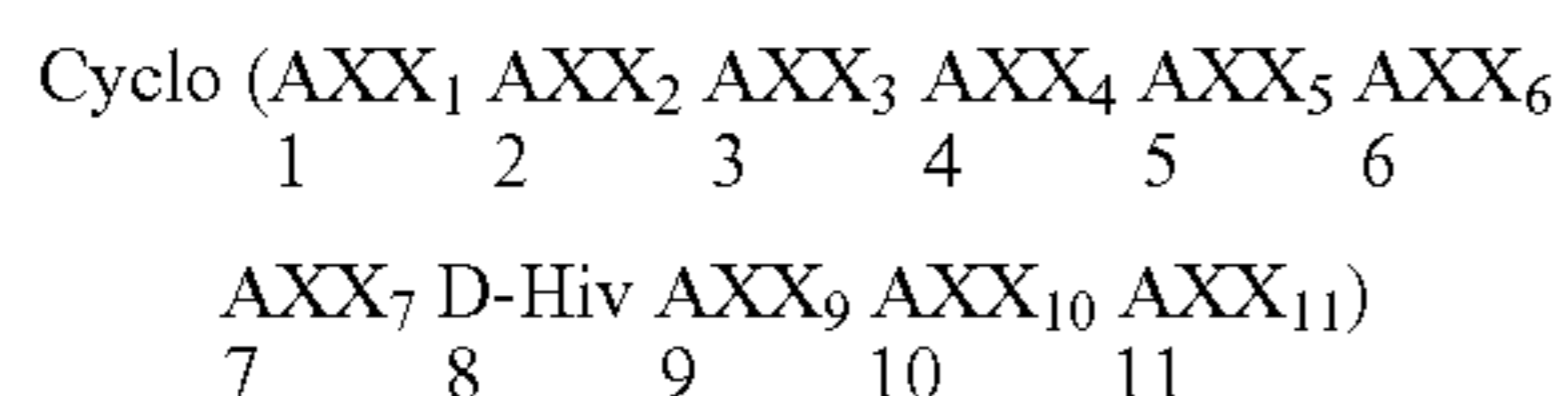 Cyclo (AXX₁ AXX₂ AXX₃ AXX₄ AXX₅ AXX₆
1 2 3 4 5 6
AXX₇ D-Hiv AXX₉ AXX₁₀ AXX₁₁)
7 8 9 10 11